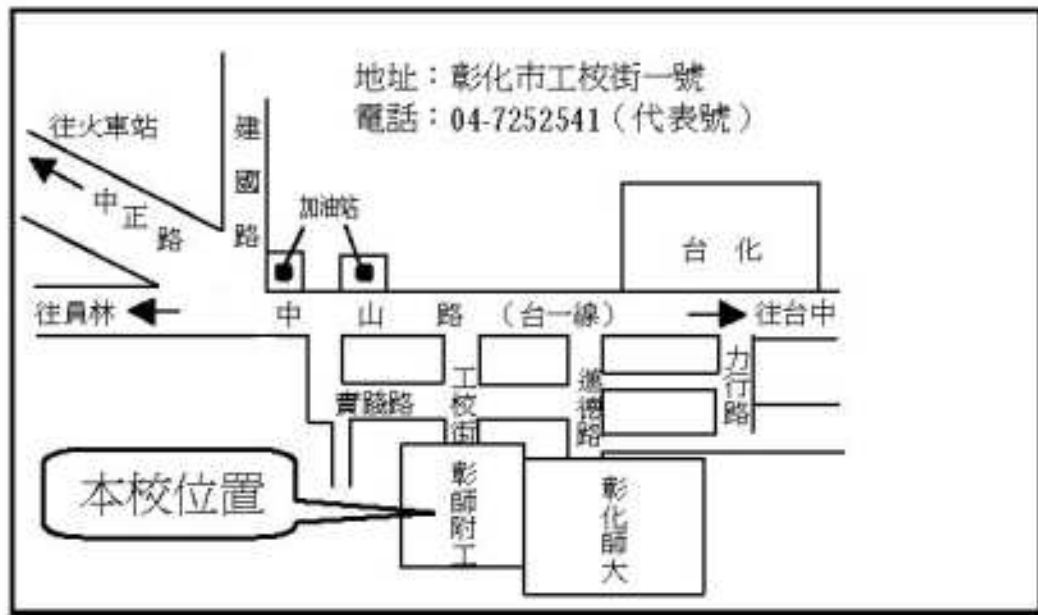 地址：彰化市工校街一號
電話：04-7252541（代表號）
往火車站
建國路
中正路
加油站
台化
往員林
中山路（台一線）
往台中
實踐路
工校街
進德路
力行路
本校位置
彰師附工
彰化師大